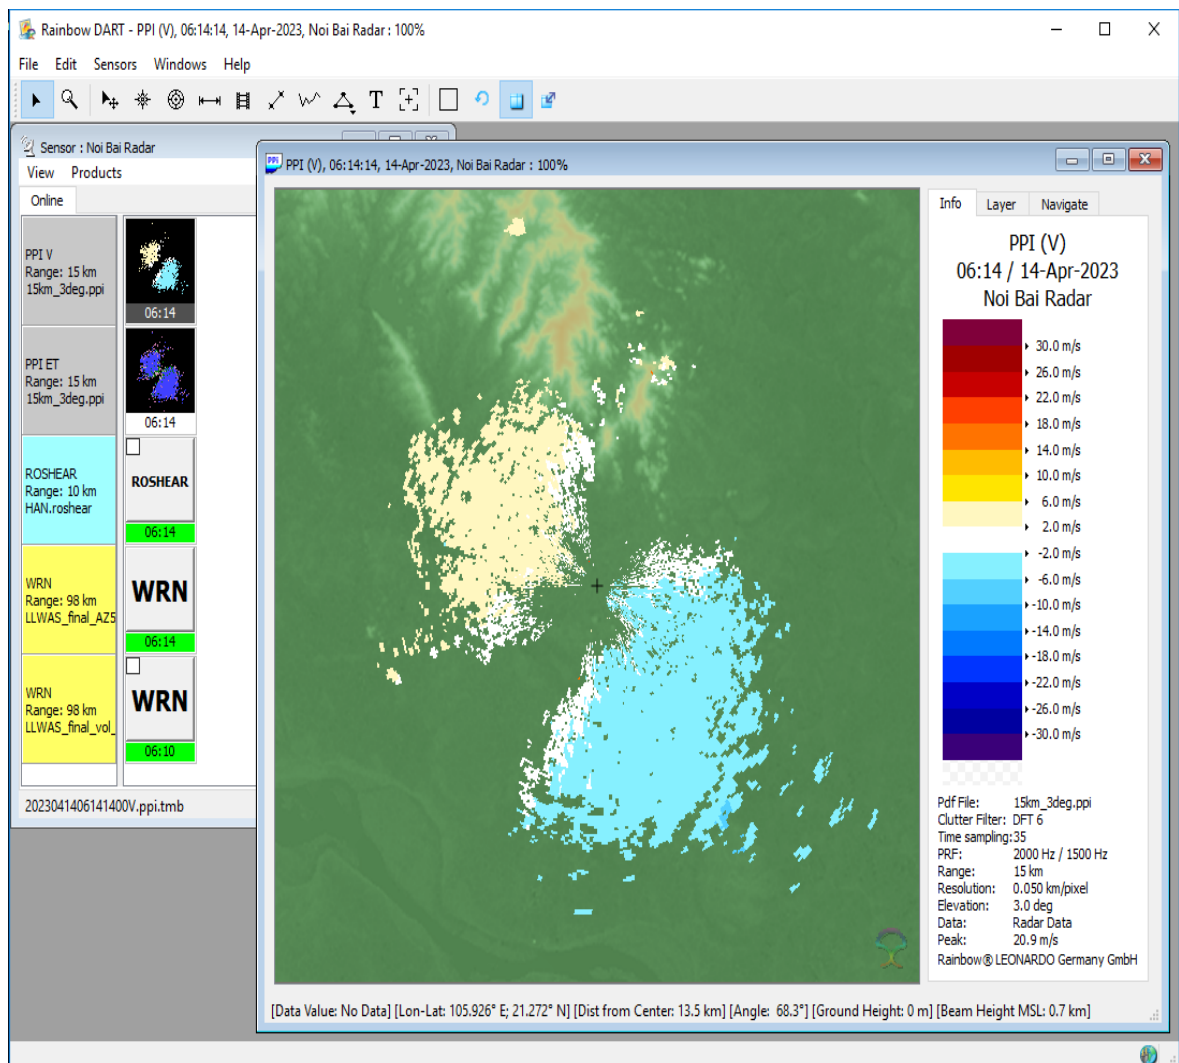 Rainbow DART - PPI (V), 06:14:14, 14-Apr-2023, Noi Bai Radar : 100%
File Edit Sensors Windows Help
T
Sensor : Noi Bai Radar
View Products
Online
PPI V
Range: 15 km
15km_3deg.ppi
06:14
PPI ET
Range: 15 km
15km_3deg.ppi
06:14
ROSHEAR
Range: 10 km
HAN.roshear
ROSHEAR
06:14
WRN
Range: 98 km
LLWAS_final_AZ5
WRN
06:14
WRN
Range: 98 km
LLWAS_final_vol_
WRN
06:10
2023041406141400V.ppi.tmb
PPI PPI (V), 06:14:14, 14-Apr-2023, Noi Bai Radar : 100%
Info Layer Navigate
PPI (V)
06:14 / 14-Apr-2023
Noi Bai Radar
30.0 m/s
26.0 m/s
22.0 m/s
18.0 m/s
14.0 m/s
10.0 m/s
6.0 m/s
2.0 m/s
-2.0 m/s
-6.0 m/s
-10.0 m/s
-14.0 m/s
-18.0 m/s
-22.0 m/s
-26.0 m/s
-30.0 m/s
Pdf File: 15km_3deg.ppi
Clutter Filter: DFT 6
Time sampling:35
PRF: 2000 Hz / 1500 Hz
Range: 15 km
Resolution: 0.050 km/pixel
Elevation: 3.0 deg
Data: Radar Data
Peak: 20.9 m/s
Rainbow® LEONARDO Germany GmbH
[Data Value: No Data] [Lon-Lat: 105.926° E; 21.272° N] [Dist from Center: 13.5 km] [Angle: 68.3°] [Ground Height: 0 m] [Beam Height MSL: 0.7 km]